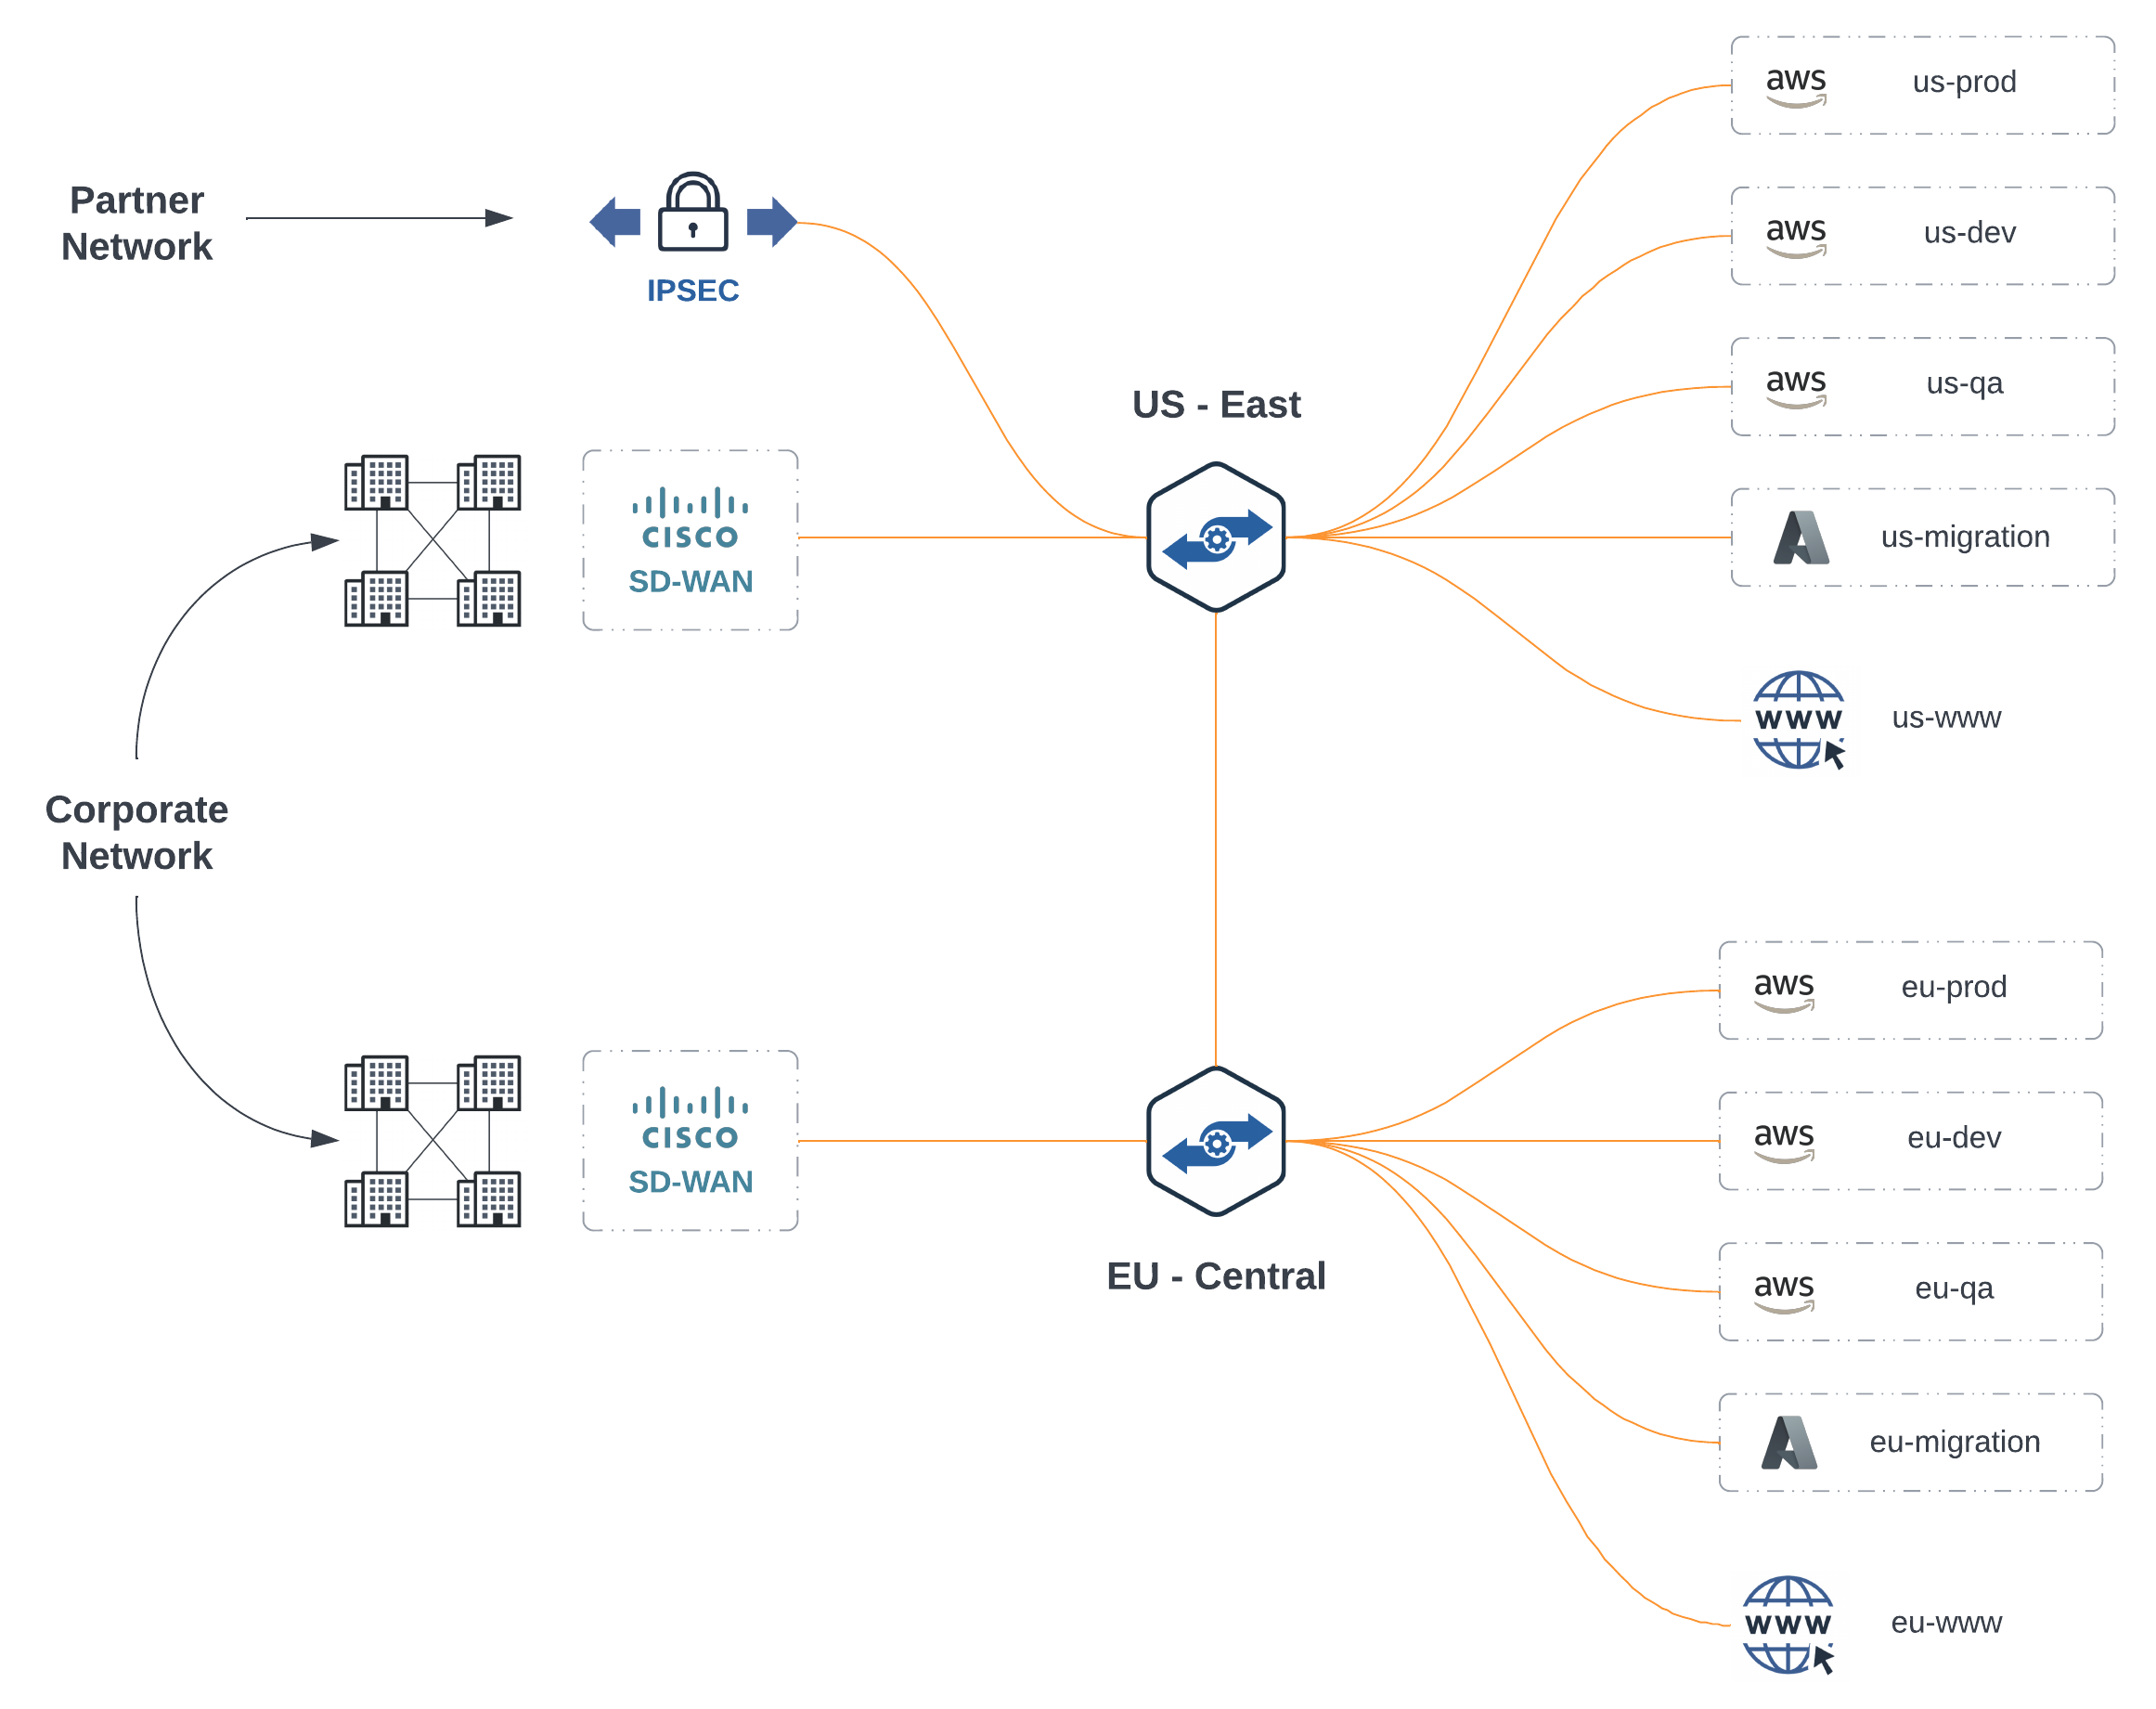 Partner
Network
IPSEC
US - East
CISCO
SD-WAN
aws us-prod
aws us-dev
aws us-qa
us-migration
www us-www
Corporate
Network
CISCO
SD-WAN
EU - Central
aws eu-prod
aws eu-dev
aws eu-qa
eu-migration
www eu-www